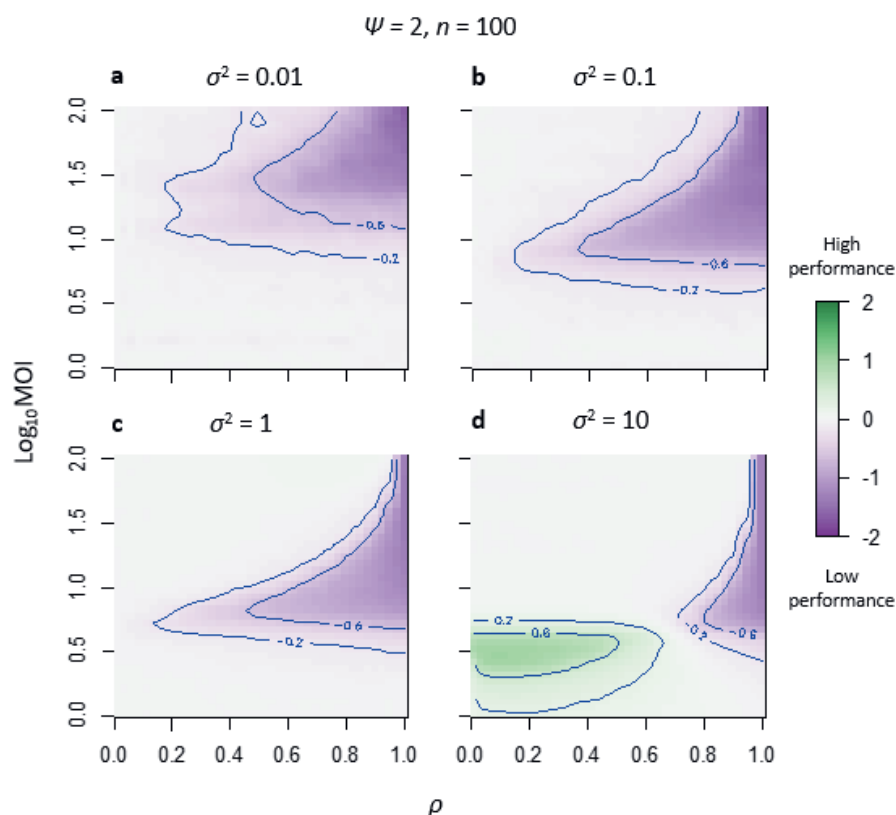 Ψ = 2, n = 100
a
σ² = 0.01
b
σ² = 0.1
2.0
1.5
1.0
0.5
0.0
-0.6
-0.2
-0.6
-0.2
Log₁₀MOI
c
σ² = 1
d
σ² = 10
2.0
1.5
1.0
0.5
0.0
-0.6
-0.2
0.2
0.6
-0.2
-0.6
0.0 0.2 0.4 0.6 0.8 1.0
0.0 0.2 0.4 0.6 0.8 1.0
ρ
High
performance
2
1
0
-1
-2
Low
performance